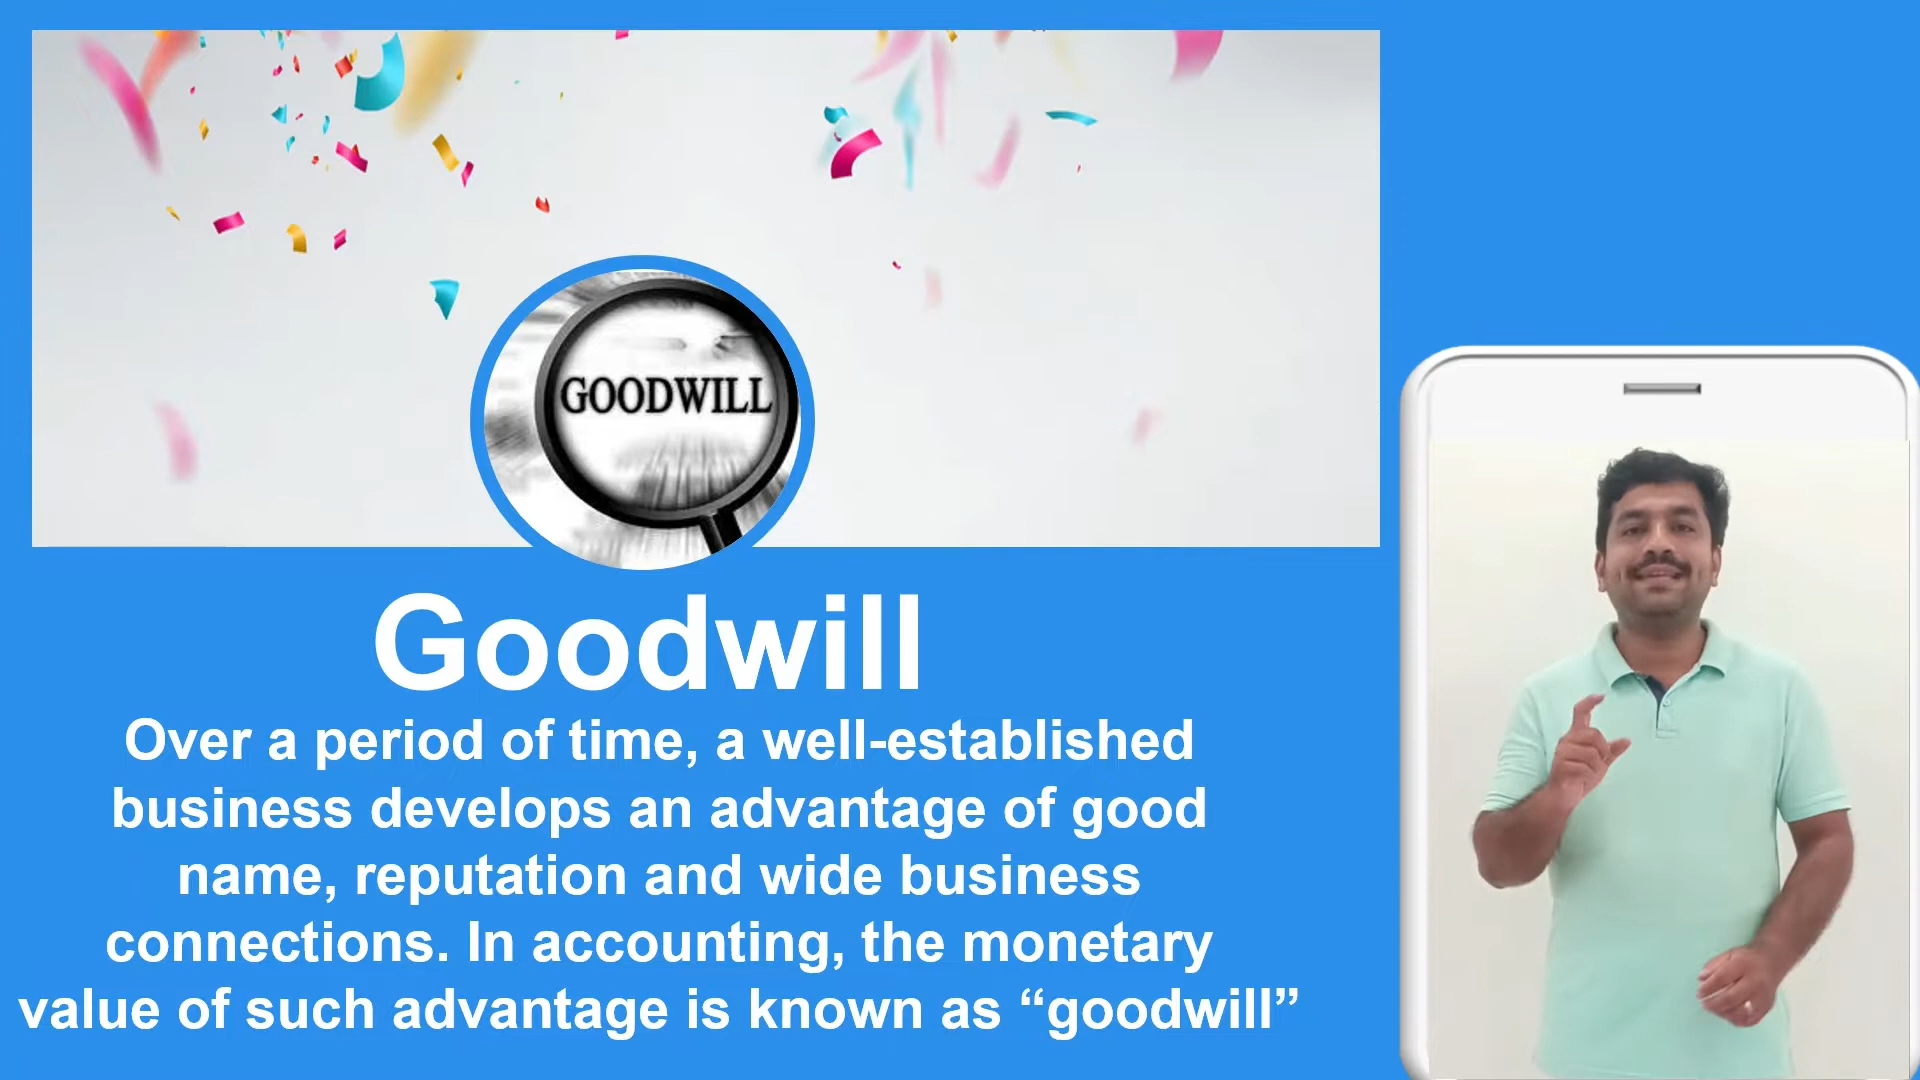 GOODWILL
Goodwill
Over a period of time, a well-established
business develops an advantage of good
name, reputation and wide business
connections. In accounting, the monetary
value of such advantage is known as “goodwill”